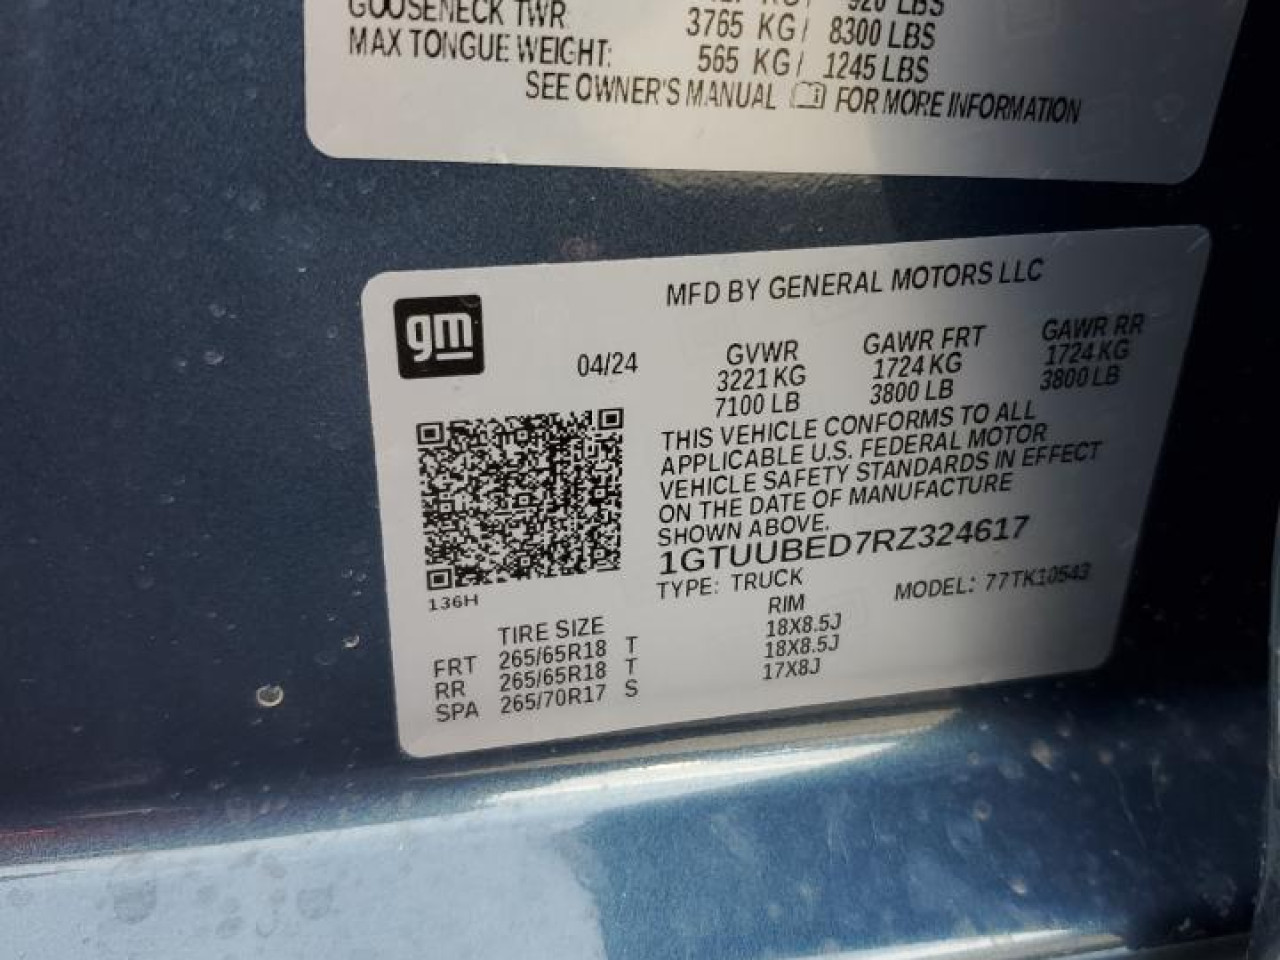 GOOSENECK TWR
3765 KG/ 8300 LBS
MAX TONGUE WEIGHT: 565 KG/ 1245 LBS
SEE OWNER'S MANUAL FOR MORE INFORMATION
gm
MFD BY GENERAL MOTORS LLC
04/24
GVWR GAWR FRT GAWR RR
3221 KG 1724 KG 1724 KG
7100 LB 3800 LB 3800 LB
THIS VEHICLE CONFORMS TO ALL
APPLICABLE U.S. FEDERAL MOTOR
VEHICLE SAFETY STANDARDS IN EFFECT
ON THE DATE OF MANUFACTURE
SHOWN ABOVE.
1GTUUBED7RZ324617
TYPE: TRUCK MODEL: 77TK10543
136H
TIRE SIZE RIM
FRT 265/65R18 T 18X8.5J
RR 265/65R18 T 18X8.5J
SPA 265/70R17 S 17X8J